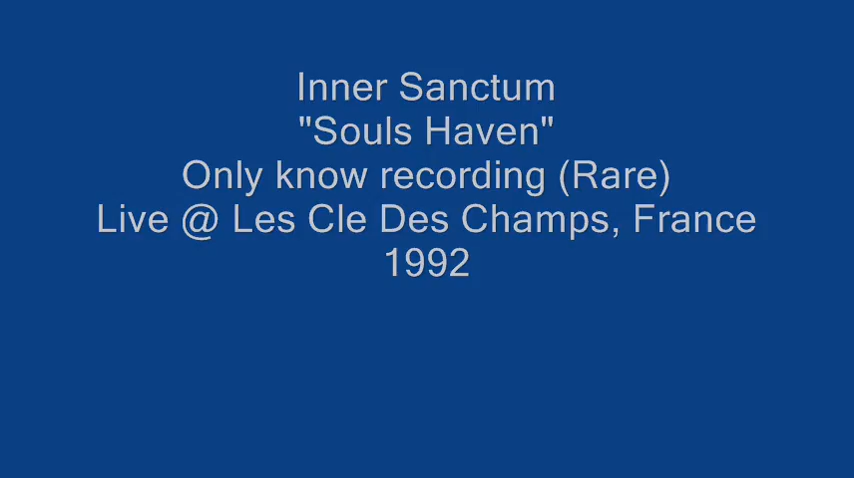 Inner Sanctum
"Souls Haven"
Only know recording (Rare)
Live @ Les Cle Des Champs, France
1992